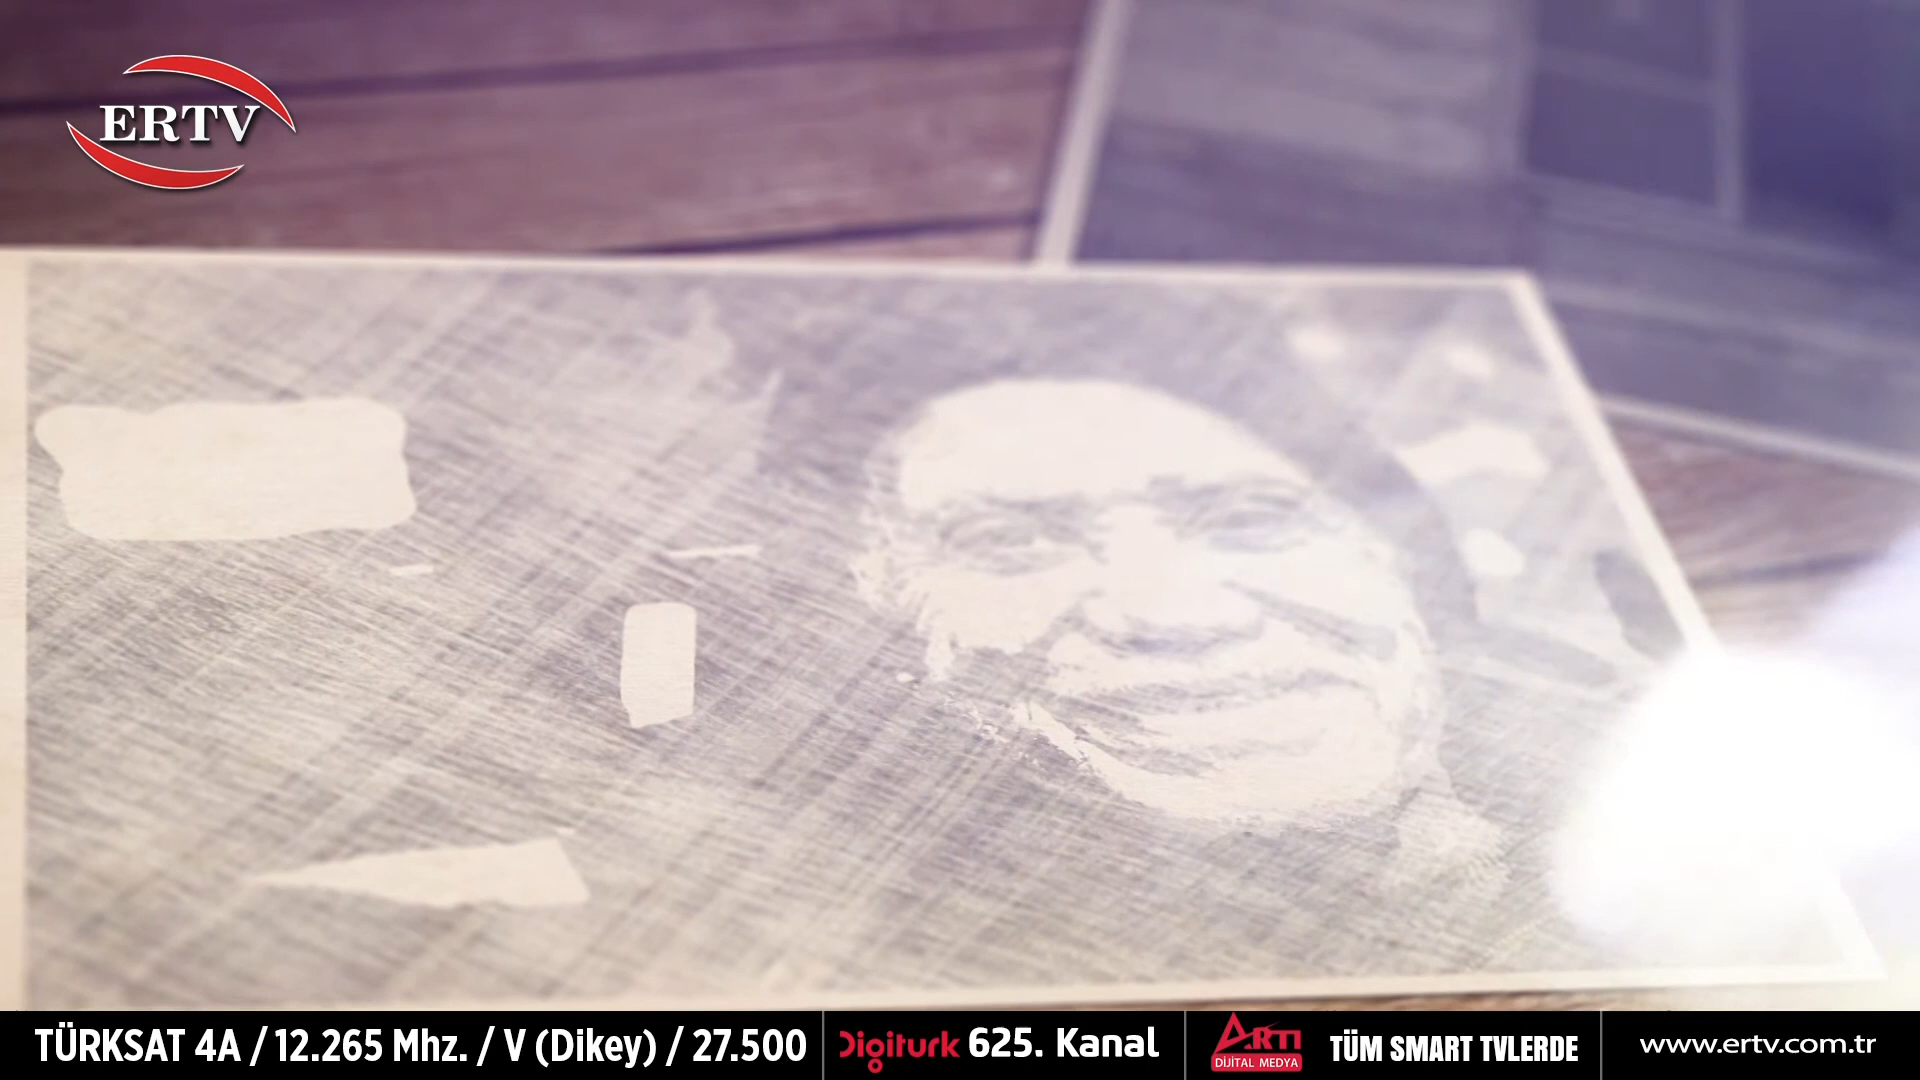 ERTV
TÜRKSAT 4A / 12.265 Mhz. / V (Dikey) / 27.500
Digiturk 625. Kanal
ARTI
DİJİTAL MEDYA
TÜM SMART TVLERDE
www.ertv.com.tr